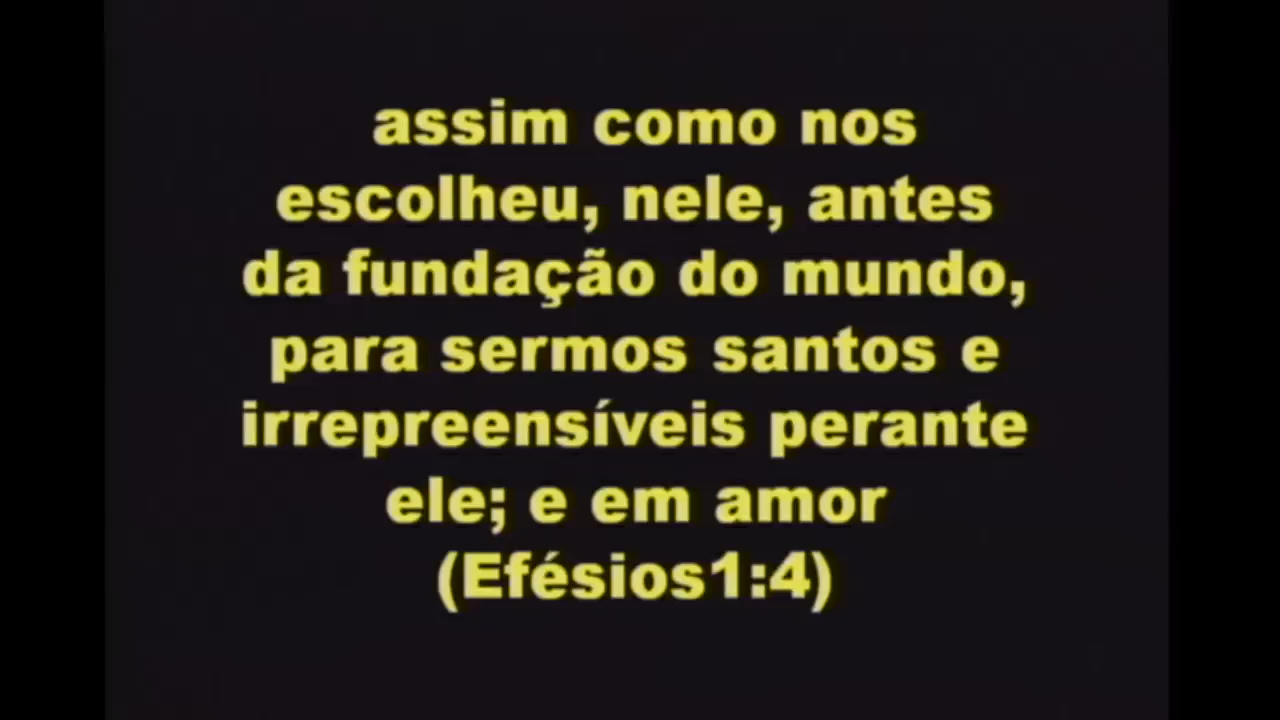 assim como nos
escolheu, nele, antes
da fundação do mundo,
para sermos santos e
irrepreensíveis perante
ele; e em amor
(Efésios1:4)